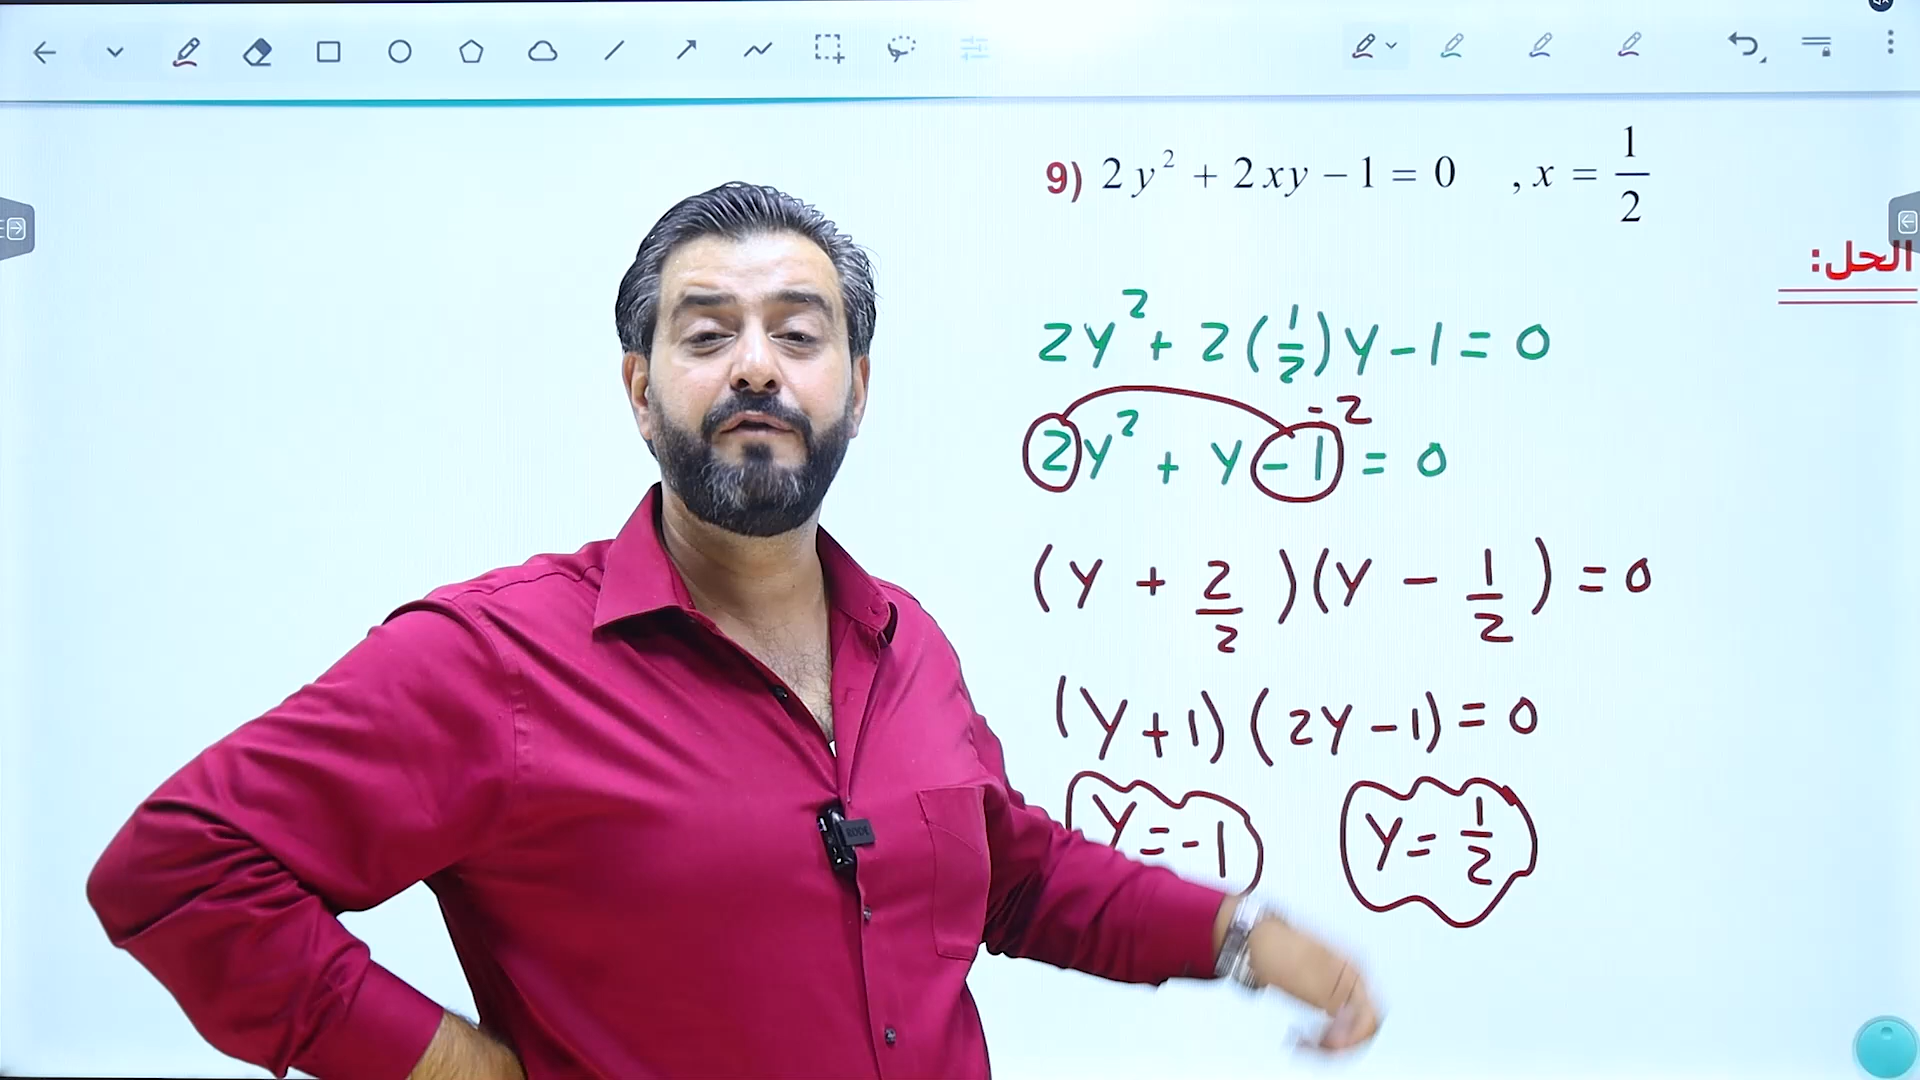 9) 2y² + 2xy − 1 = 0 , x = 1/2
الحل:
2y² + 2(1/2)y − 1 = 0
-2
2y² + y − 1 = 0
(y + 2/2)(y − 1/2) = 0
(y + 1)(2y − 1) = 0
y = -1 y = 1/2
RODE